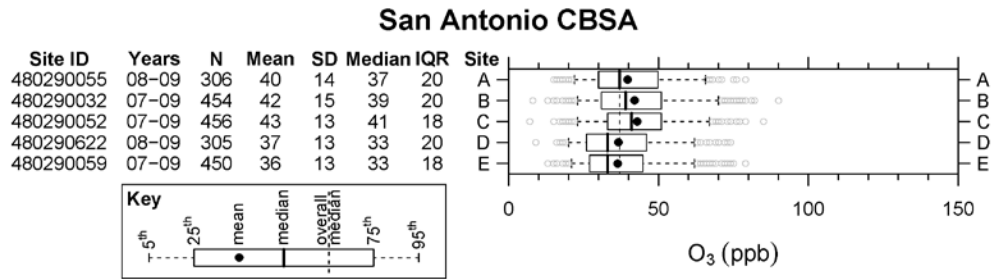 San Antonio CBSA
Site ID Years N Mean SD Median IQR Site
480290055 08-09 306 40 14 37 20 A A
480290032 07-09 454 42 15 39 20 B B
480290052 07-09 456 43 13 41 18 C C
480290622 08-09 305 37 13 33 20 D D
480290059 07-09 450 36 13 33 18 E E
0 50 100 150
O3 (ppb)
Key
5th 25th mean median overall median 75th 95th